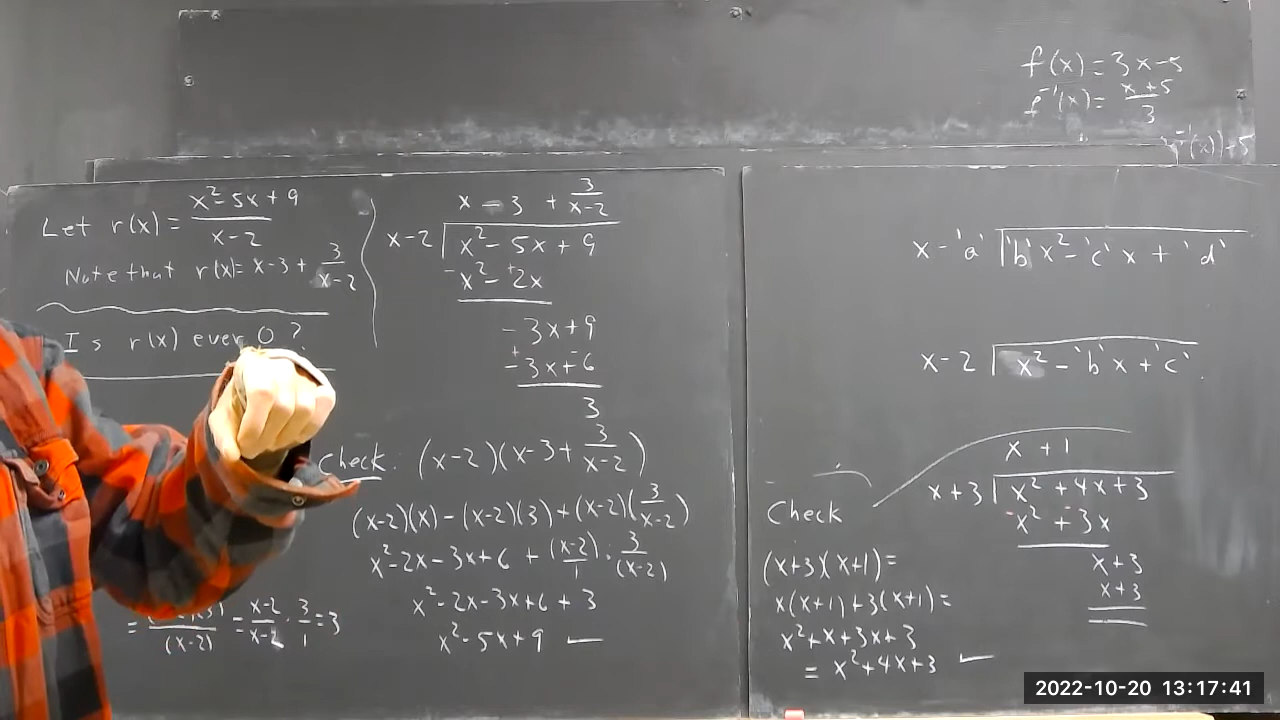 f(x) = 3x-5
f⁻¹(x) = (x+5)/3
⁻¹(x)) + 5
Let r(x) = (x²-5x+9)/(x-2)
Note that r(x) = x-3 + 3/(x-2)
Is r(x) ever 0?
= /(x-2) = (x-2)/(x-2) · 3/1 = 3
x - 3 + 3/(x-2)
x-2 x² - 5x + 9
x² - 2x
-3x+9
-3x+6
3
Check: (x-2)(x-3+ 3/(x-2))
(x-2)(x) - (x-2)(3) + (x-2)(3/(x-2))
x²-2x-3x+6 + (x-2)/1 · 3/(x-2)
x²-2x-3x+6+3
x²-5x+9
x-'a' 'b'x² - 'c'x + 'd'
x-2 x² - 'b'x + 'c'
x + 1
x+3 x² + 4x + 3
x² + 3x
x+3
x+3
Check
(x+3)(x+1) =
x(x+1) + 3(x+1) =
x²+x+3x+3
= x²+4x+3
2022-10-20 13:17:41